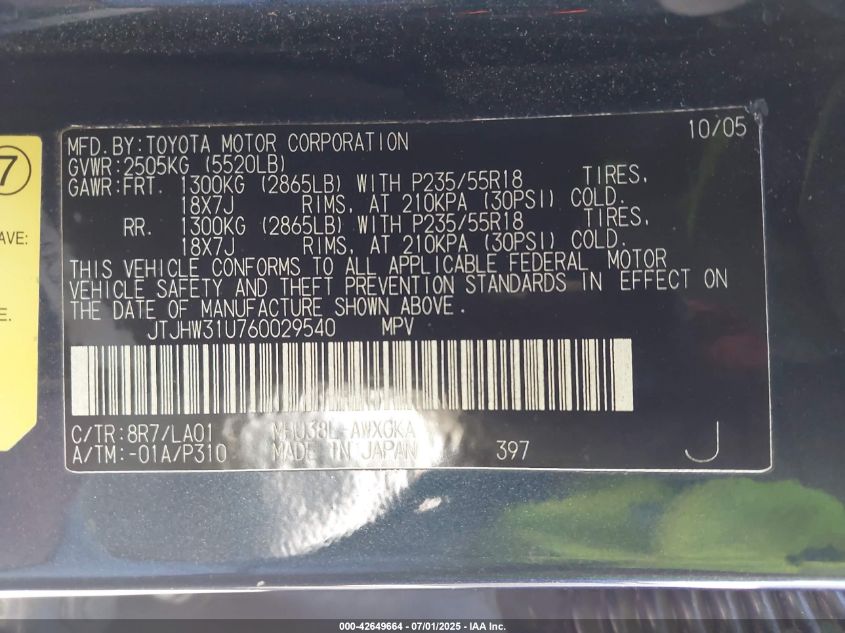 10/05
MFD.BY:TOYOTA MOTOR CORPORATION
GVWR:2505KG (5520LB)
GAWR:FRT. 1300KG (2865LB) WITH P235/55R18 TIRES,
18X7J RIMS, AT 210KPA (30PSI) COLD.
RR. 1300KG (2865LB) WITH P235/55R18 TIRES,
18X7J RIMS, AT 210KPA (30PSI) COLD.
THIS VEHICLE CONFORMS TO ALL APPLICABLE FEDERAL MOTOR
VEHICLE SAFETY AND THEFT PREVENTION STANDARDS IN EFFECT ON
THE DATE OF MANUFACTURE SHOWN ABOVE.
JTJHW31U760029540 MPV
C/TR:8R7/LA01 MHU38L-AWXGKA
A/TM:-01A/P310 MADE IN JAPAN 397 J
7
AVE:
E.
000-42649664 - 07/01/2025 - IAA Inc.